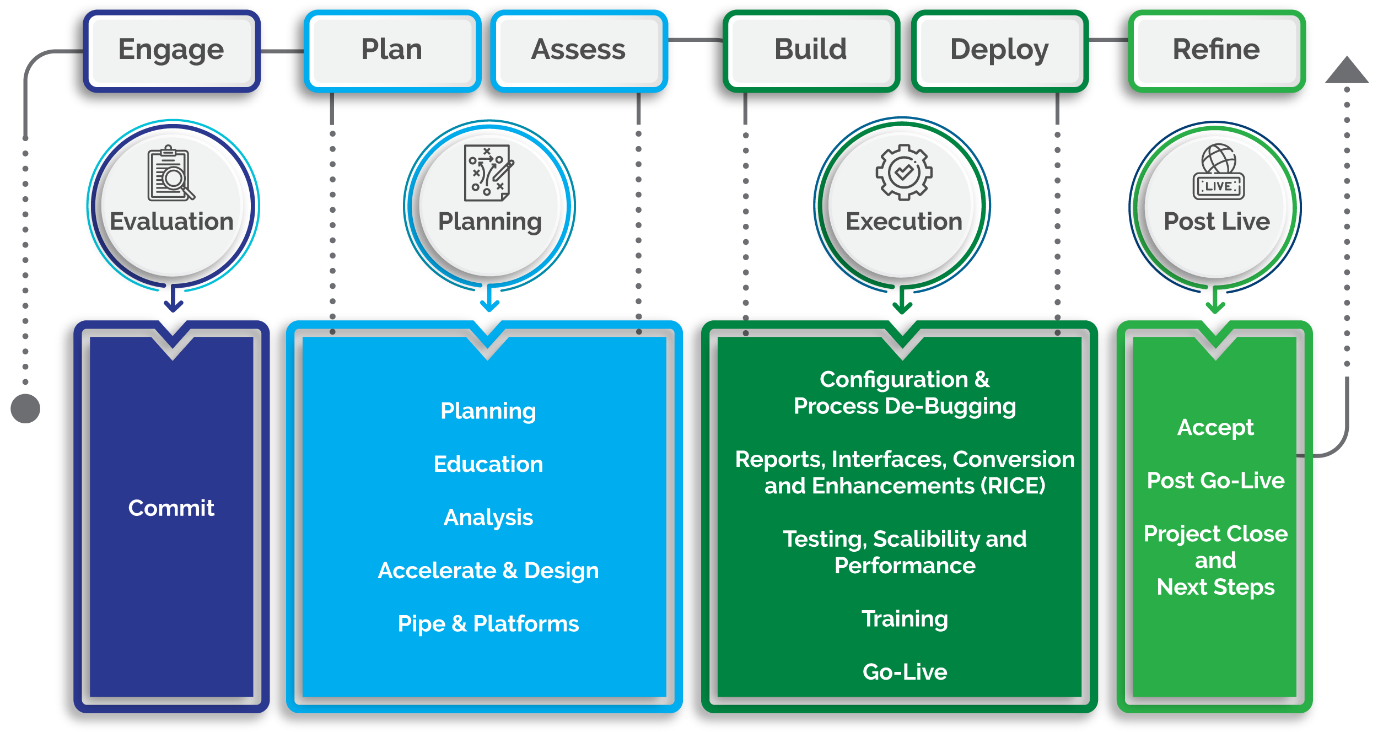 Engage
Plan
Assess
Build
Deploy
Refine
Evaluation
Planning
Execution
LIVE
Post Live
Commit
Planning
Education
Analysis
Accelerate & Design
Pipe & Platforms
Configuration &
Process De-Bugging
Reports, Interfaces, Conversion
and Enhancements (RICE)
Testing, Scalibility and
Performance
Training
Go-Live
Accept
Post Go-Live
Project Close
and
Next Steps